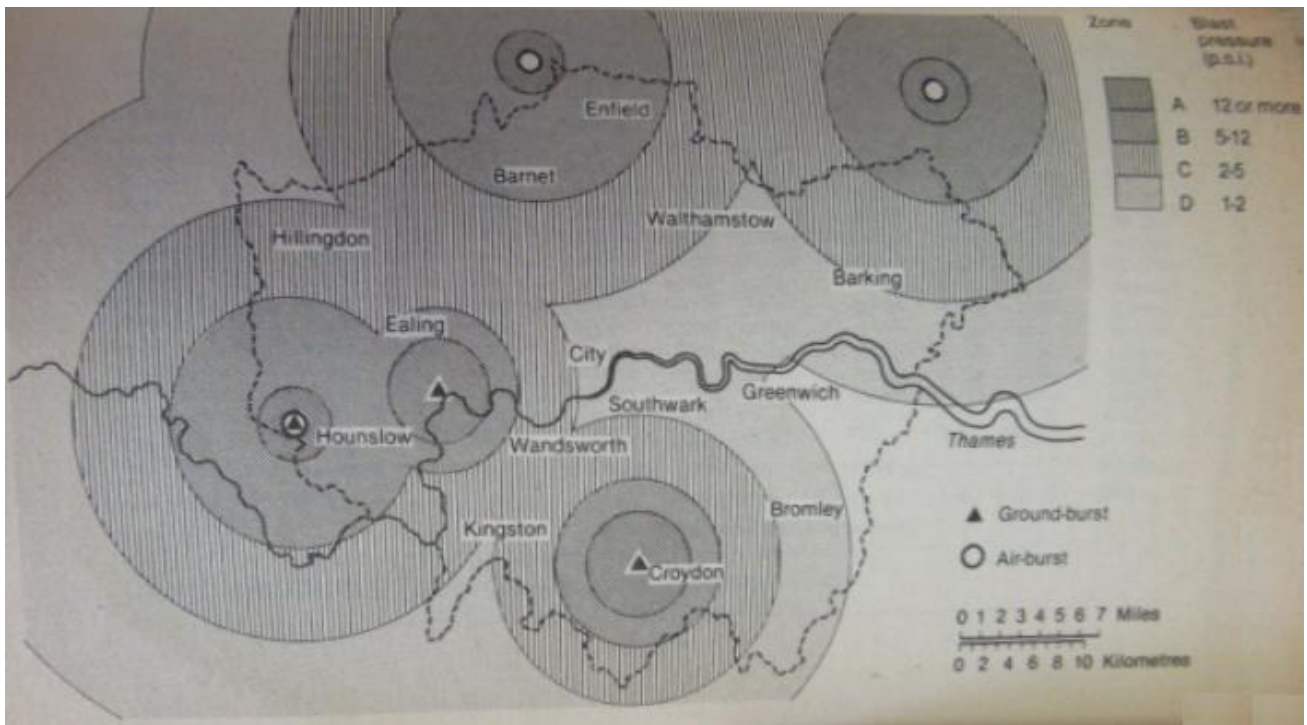 Zone
Blast
pressure
(p.s.i.)
A 12 or more
B 5-12
C 2-5
D 1-2
Enfield
Barnet
Walthamstow
Hillingdon
Barking
Ealing
City
Southwark
Greenwich
Hounslow
Wandsworth
Thames
Kingston
Bromley
Croydon
Ground-burst
Air-burst
0 1 2 3 4 5 6 7 Miles
0 2 4 6 8 10 Kilometres